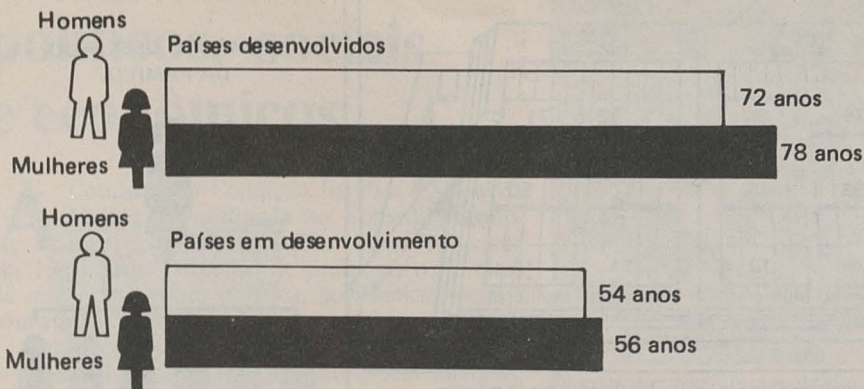 Homens
Países desenvolvidos
72 anos
78 anos
Mulheres
Homens
Países em desenvolvimento
54 anos
56 anos
Mulheres